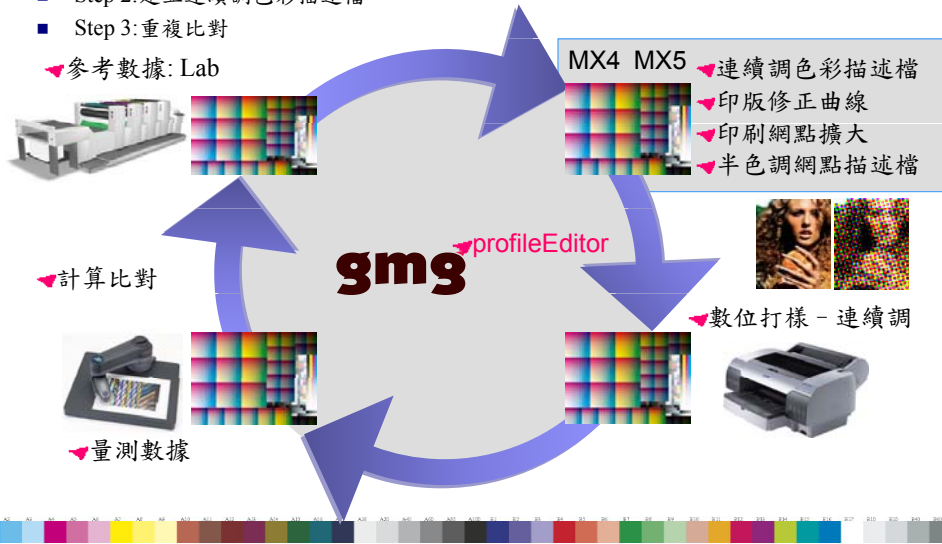 Step 3:重複比對
參考數據: Lab
MX4 MX5
連續調色彩描述檔
印版修正曲線
印刷網點擴大
半色調網點描述檔
gmg
profileEditor
計算比對
數位打樣–連續調
量測數據